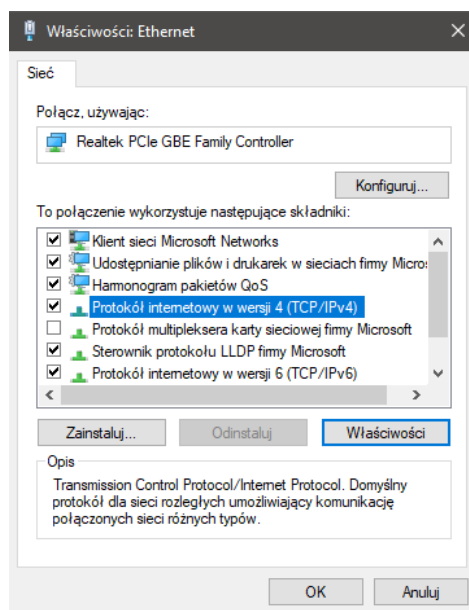 Właściwości: Ethernet
Sieć
Połącz, używając:
Realtek PCIe GBE Family Controller
Konfiguruj...
To połączenie wykorzystuje następujące składniki:
Klient sieci Microsoft Networks
Udostępnianie plików i drukarek w sieciach firmy Micro
Harmonogram pakietów QoS
Protokół internetowy w wersji 4 (TCP/IPv4)
Protokół multipleksera karty sieciowej firmy Microsoft
Sterownik protokołu LLDP firmy Microsoft
Protokół internetowy w wersji 6 (TCP/IPv6)
Zainstaluj...
Odinstaluj
Właściwości
Opis
Transmission Control Protocol/Internet Protocol. Domyślny
protokół dla sieci rozległych umożliwiający komunikację
połączonych sieci różnych typów.
OK
Anuluj